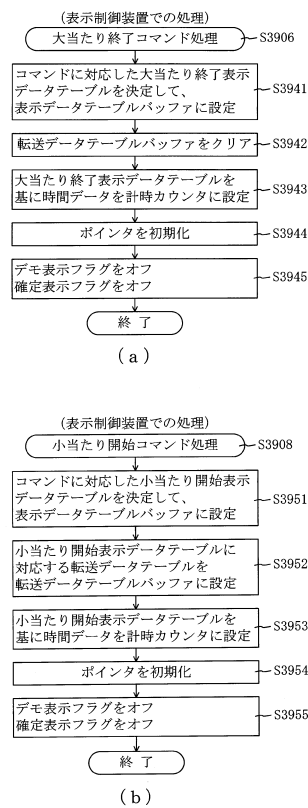 (表示制御装置での処理)
大当たり終了コマンド処理
S3906
コマンドに対応した大当たり終了表示
データテーブルを決定して、
表示データテーブルバッファに設定
S3941
転送データテーブルバッファをクリア
S3942
大当たり終了表示データテーブルを
基に時間データを計時カウンタに設定
S3943
ポインタを初期化
S3944
デモ表示フラグをオフ
確定表示フラグをオフ
S3945
終 了
(a)
(表示制御装置での処理)
小当たり開始コマンド処理
S3908
コマンドに対応した小当たり開始表示
データテーブルを決定して、
表示データテーブルバッファに設定
S3951
小当たり開始表示データテーブルに
対応する転送データテーブルを
転送データテーブルバッファに設定
S3952
小当たり開始表示データテーブルを
基に時間データを計時カウンタに設定
S3953
ポインタを初期化
S3954
デモ表示フラグをオフ
確定表示フラグをオフ
S3955
終 了
(b)